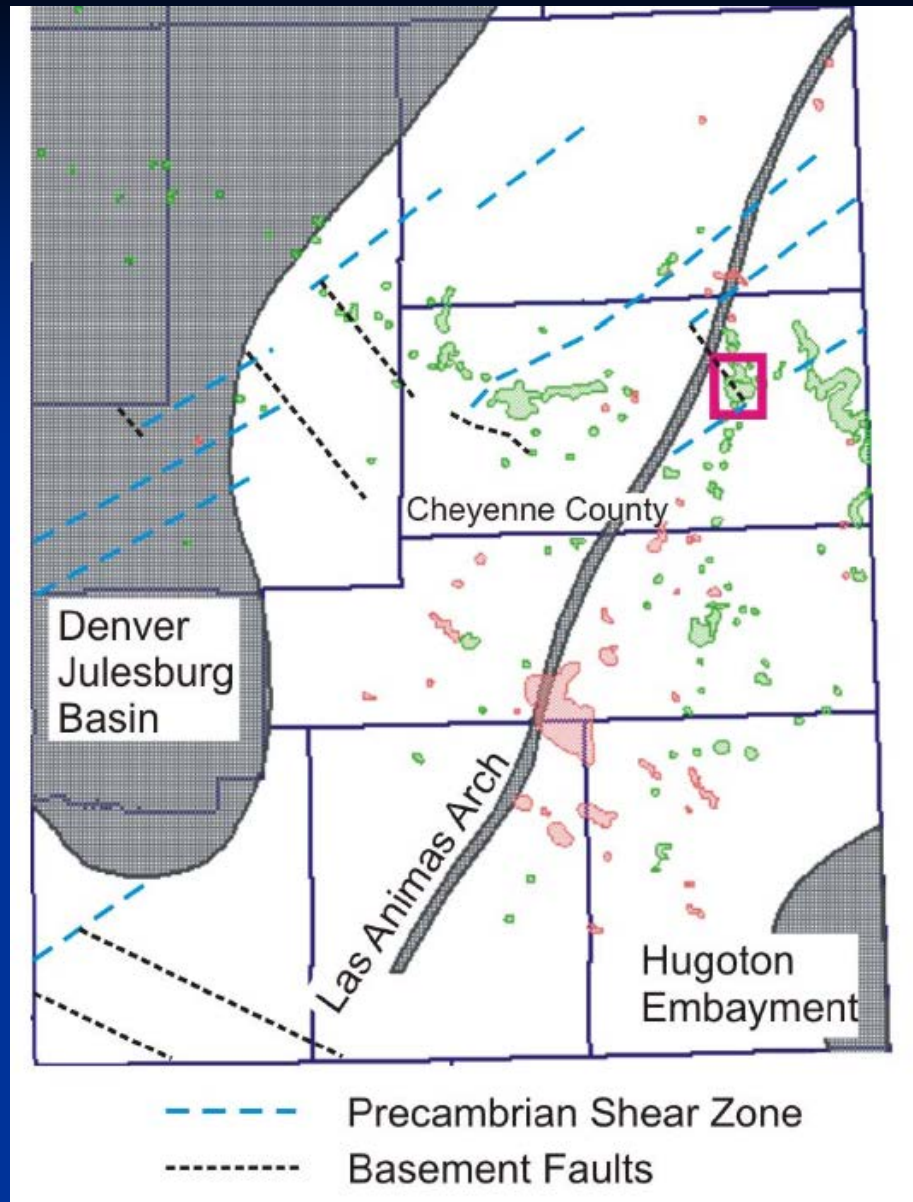 Cheyenne County
Denver
Julesburg
Basin
Las Animas Arch
Hugoton
Embayment
Precambrian Shear Zone
Basement Faults